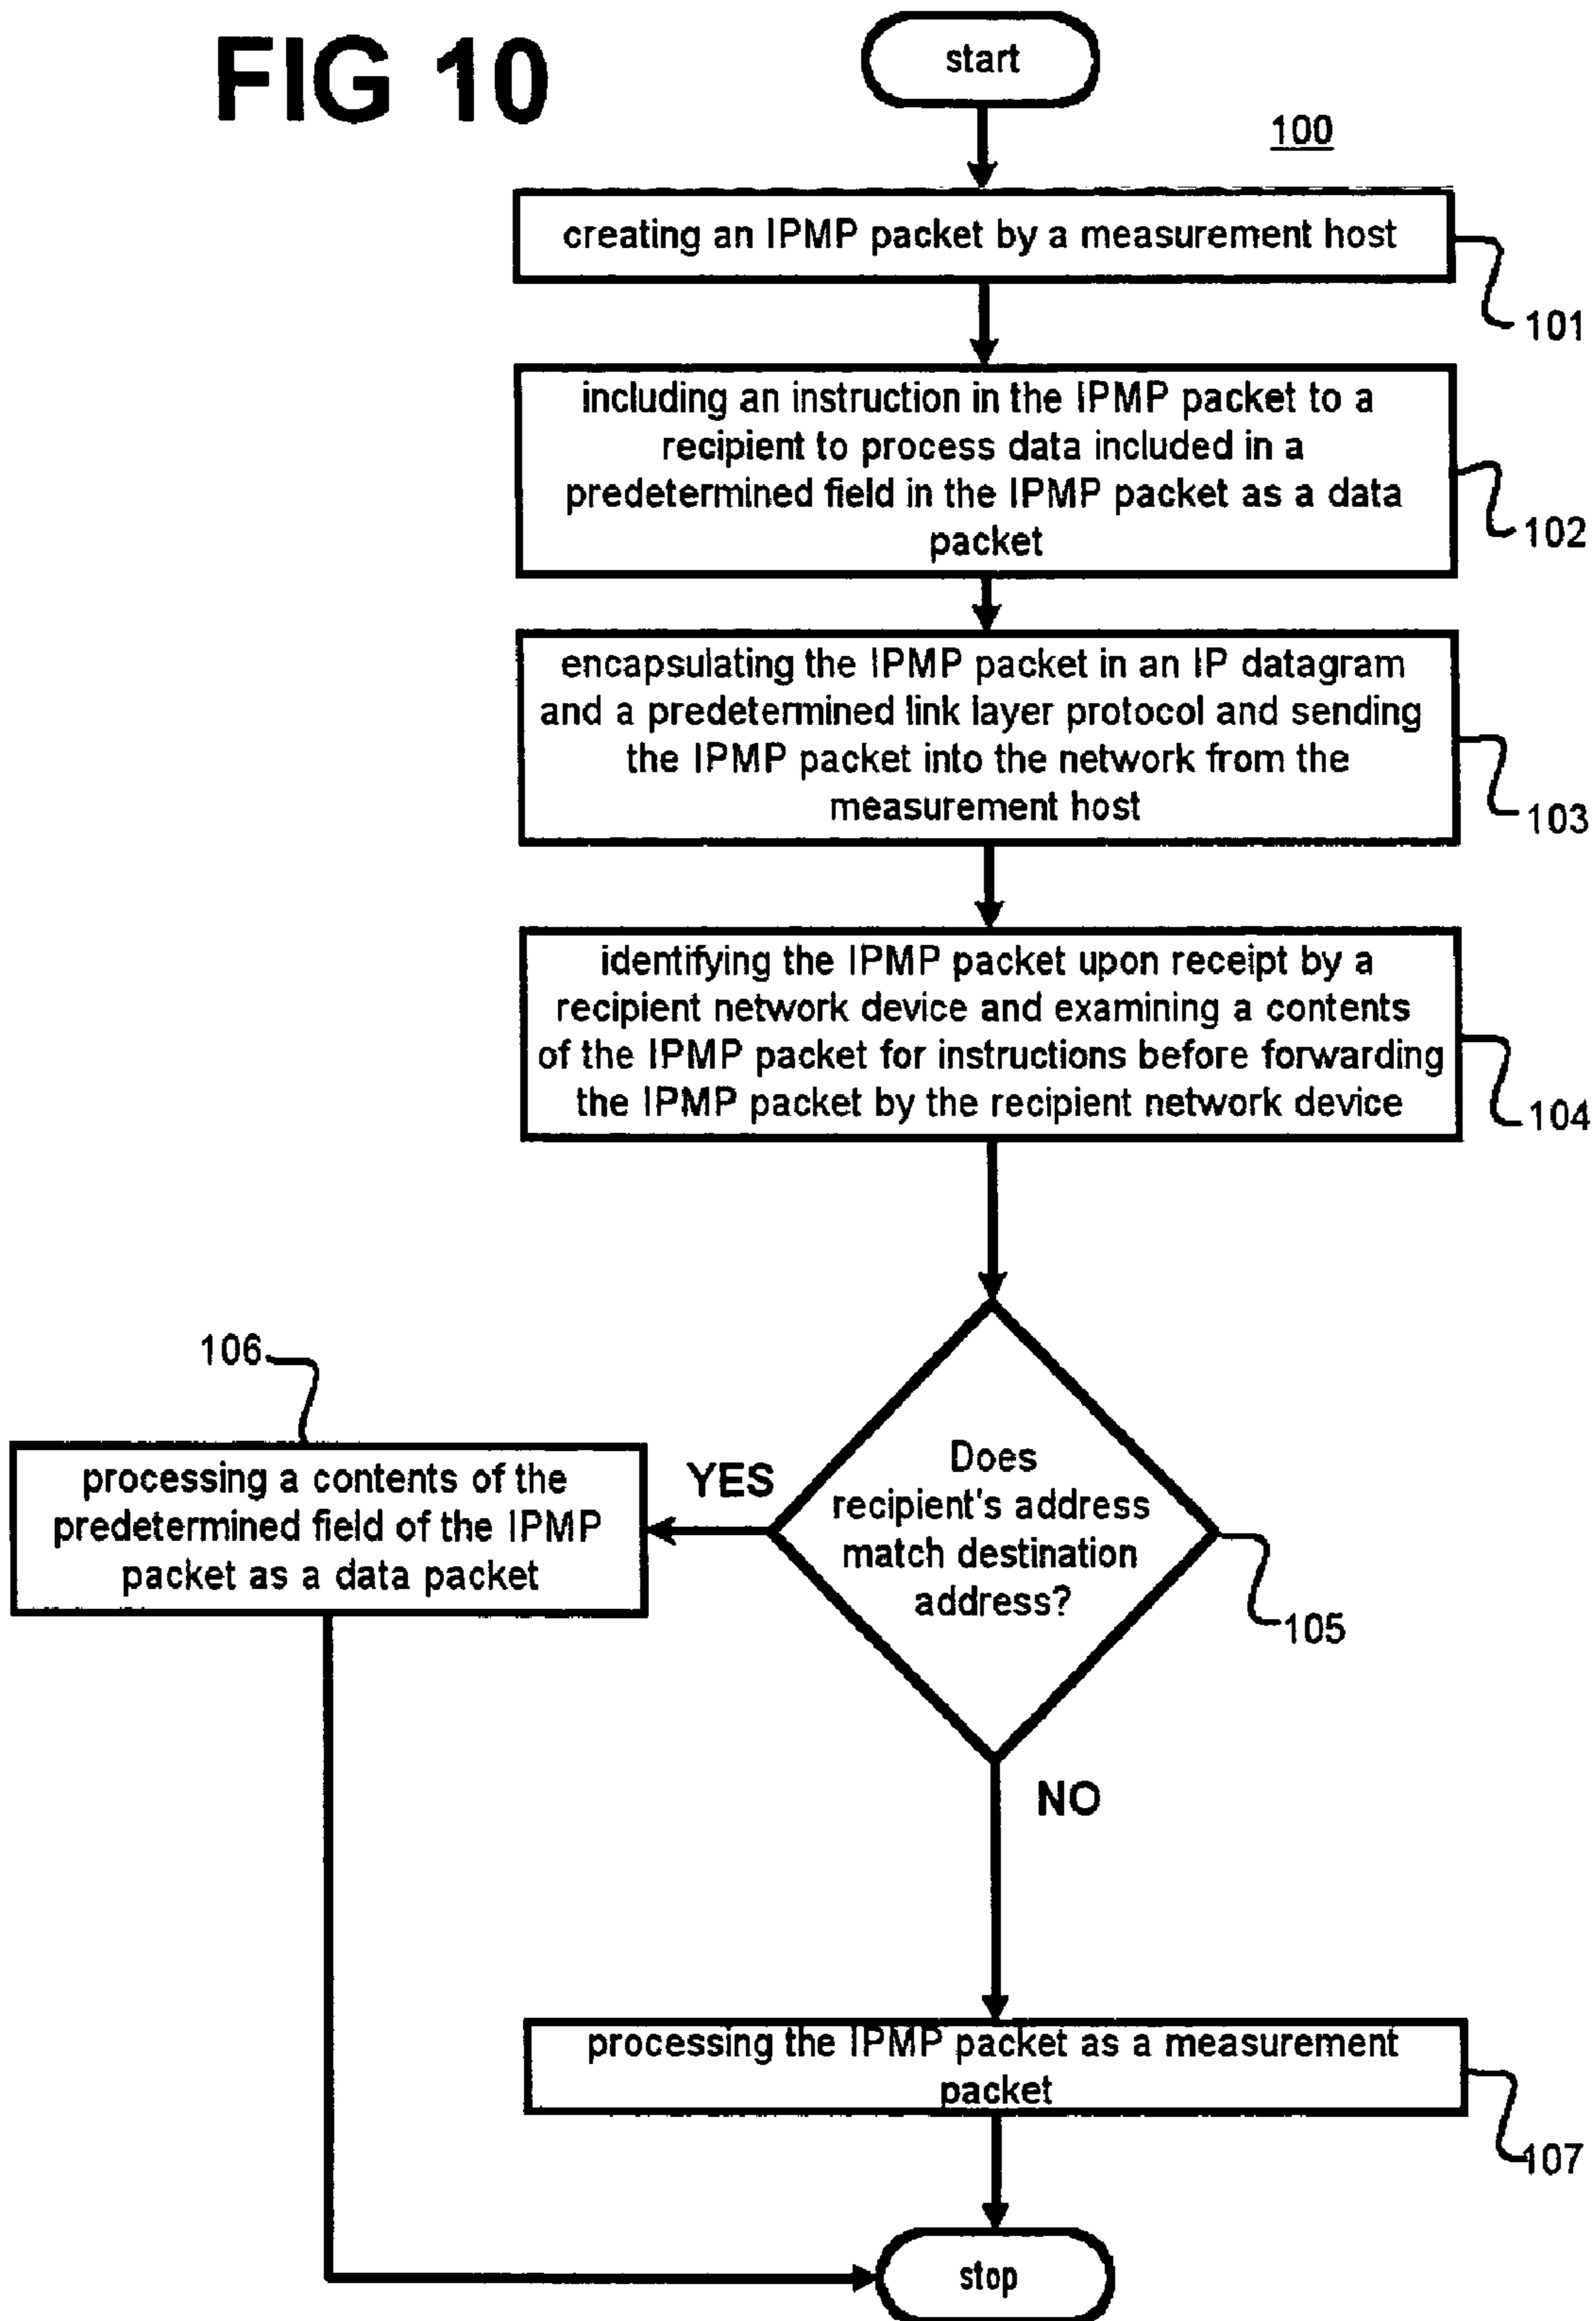 FIG 10
start
100
creating an IPMP packet by a measurement host
101
including an instruction in the IPMP packet to a
recipient to process data included in a
predetermined field in the IPMP packet as a data
packet
102
encapsulating the IPMP packet in an IP datagram
and a predetermined link layer protocol and sending
the IPMP packet into the network from the
measurement host
103
identifying the IPMP packet upon receipt by a
recipient network device and examining a contents
of the IPMP packet for instructions before forwarding
the IPMP packet by the recipient network device
104
Does
recipient's address
match destination
address?
105
YES
106
processing a contents of the
predetermined field of the IPMP
packet as a data packet
NO
processing the IPMP packet as a measurement
packet
107
stop